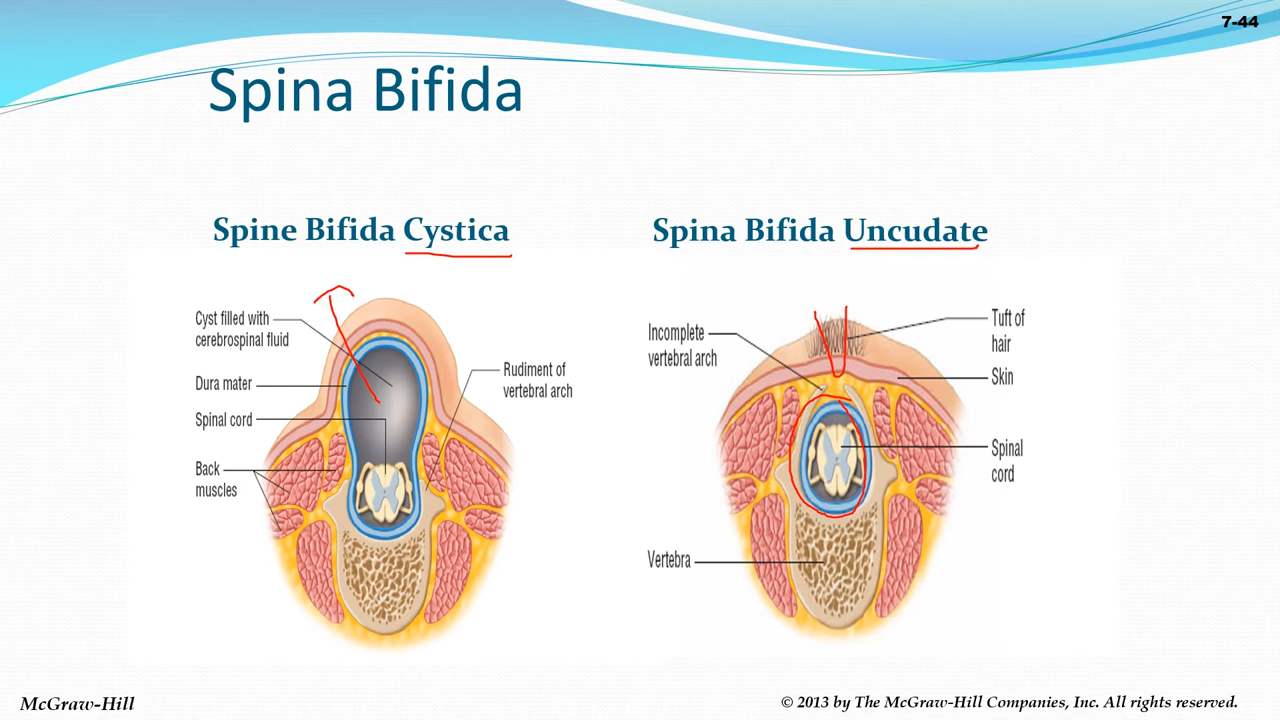 7-44
Spina Bifida
Spine Bifida Cystica
Spina Bifida Uncudate
Cyst filled with
cerebrospinal fluid
Dura mater
Spinal cord
Back
muscles
Rudiment of
vertebral arch
Incomplete
vertebral arch
Tuft of
hair
Skin
Spinal
cord
Vertebra
McGraw-Hill
© 2013 by The McGraw-Hill Companies, Inc. All rights reserved.